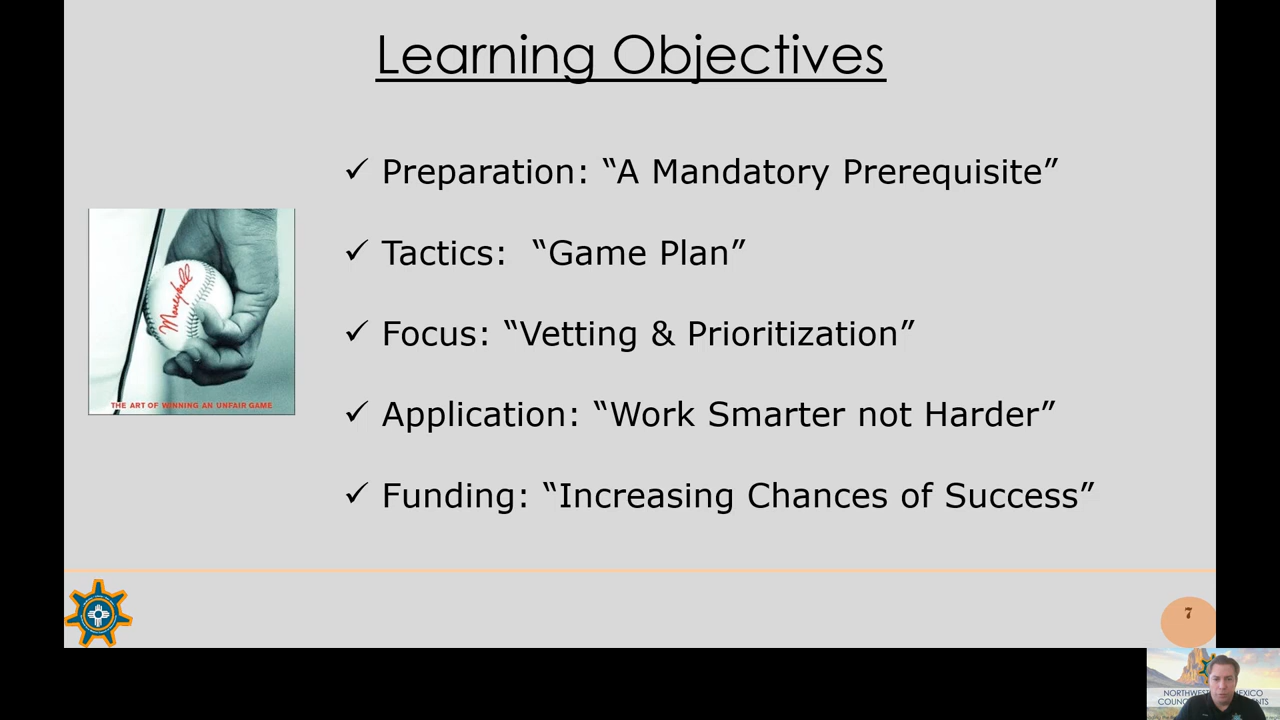 Learning Objectives
✓ Preparation: “A Mandatory Prerequisite”
✓ Tactics: “Game Plan”
✓ Focus: “Vetting & Prioritization”
✓ Application: “Work Smarter not Harder”
✓ Funding: “Increasing Chances of Success”
Moneyball
THE ART OF WINNING AN UNFAIR GAME
7
NORTHWEST